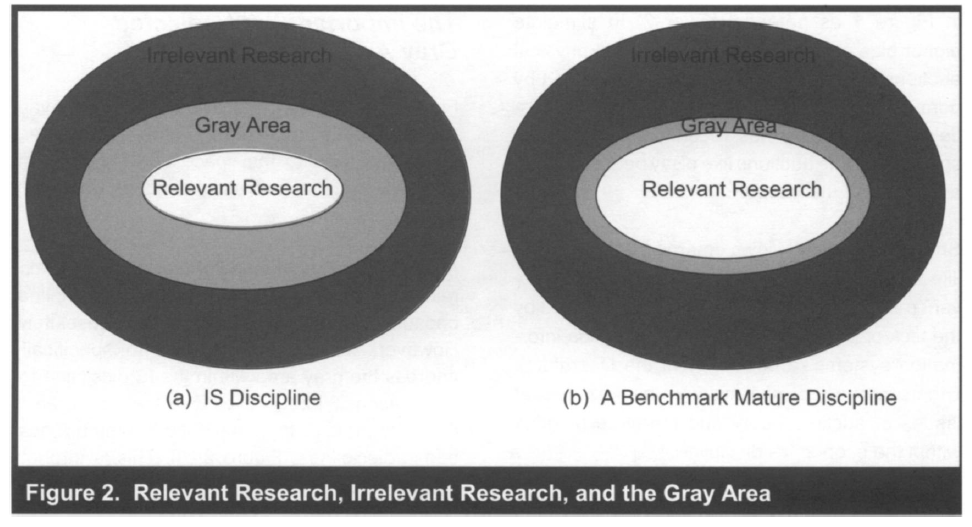 Irrelevant Research
Gray Area
Relevant Research
(a) IS Discipline
Irrelevant Research
Gray Area
Relevant Research
(b) A Benchmark Mature Discipline
Figure 2. Relevant Research, Irrelevant Research, and the Gray Area